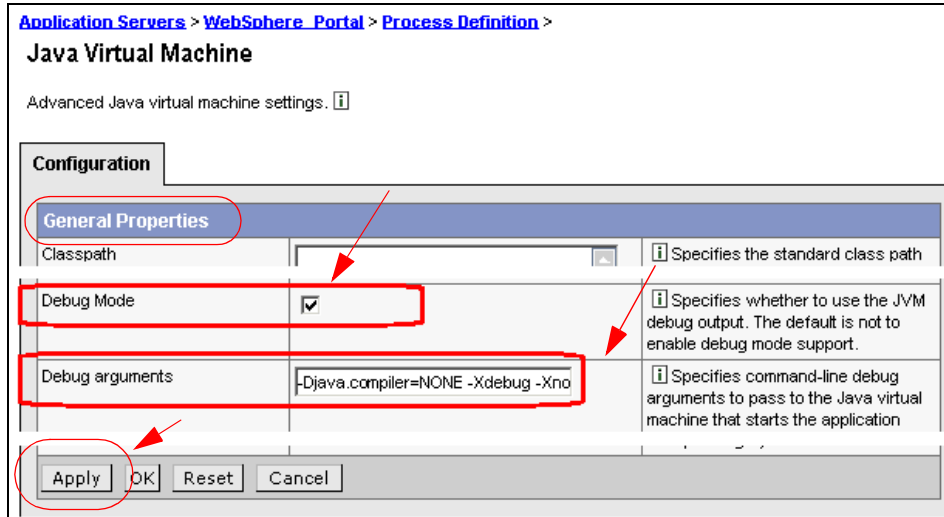 Application Servers > WebSphere_Portal > Process Definition >
Java Virtual Machine
Advanced Java virtual machine settings. i
Configuration
General Properties
Classpath
i Specifies the standard class path
Debug Mode
i Specifies whether to use the JVM
debug output. The default is not to
enable debug mode support.
Debug arguments
-Djava.compiler=NONE -Xdebug -Xno
i Specifies command-line debug
arguments to pass to the Java virtual
machine that starts the application
Apply OK Reset Cancel